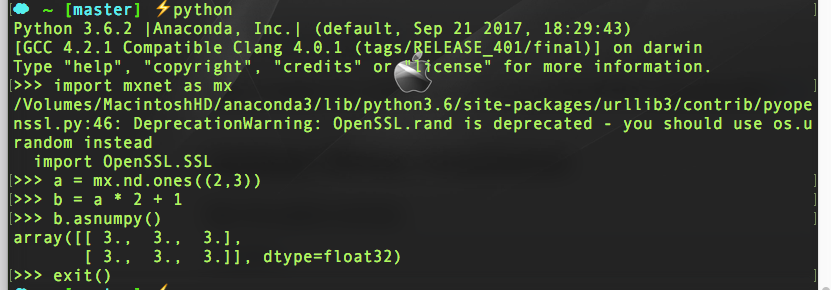 ~ [master] ⚡python
Python 3.6.2 |Anaconda, Inc.| (default, Sep 21 2017, 18:29:43)
[GCC 4.2.1 Compatible Clang 4.0.1 (tags/RELEASE_401/final)] on darwin
Type "help", "copyright", "credits" or "license" for more information.
>>> import mxnet as mx
/Volumes/MacintoshHD/anaconda3/lib/python3.6/site-packages/urllib3/contrib/pyope
nssl.py:46: DeprecationWarning: OpenSSL.rand is deprecated - you should use os.u
random instead
  import OpenSSL.SSL
>>> a = mx.nd.ones((2,3))
>>> b = a * 2 + 1
>>> b.asnumpy()
array([[ 3.,  3.,  3.],
       [ 3.,  3.,  3.]], dtype=float32)
>>> exit()
~ [master] ⚡